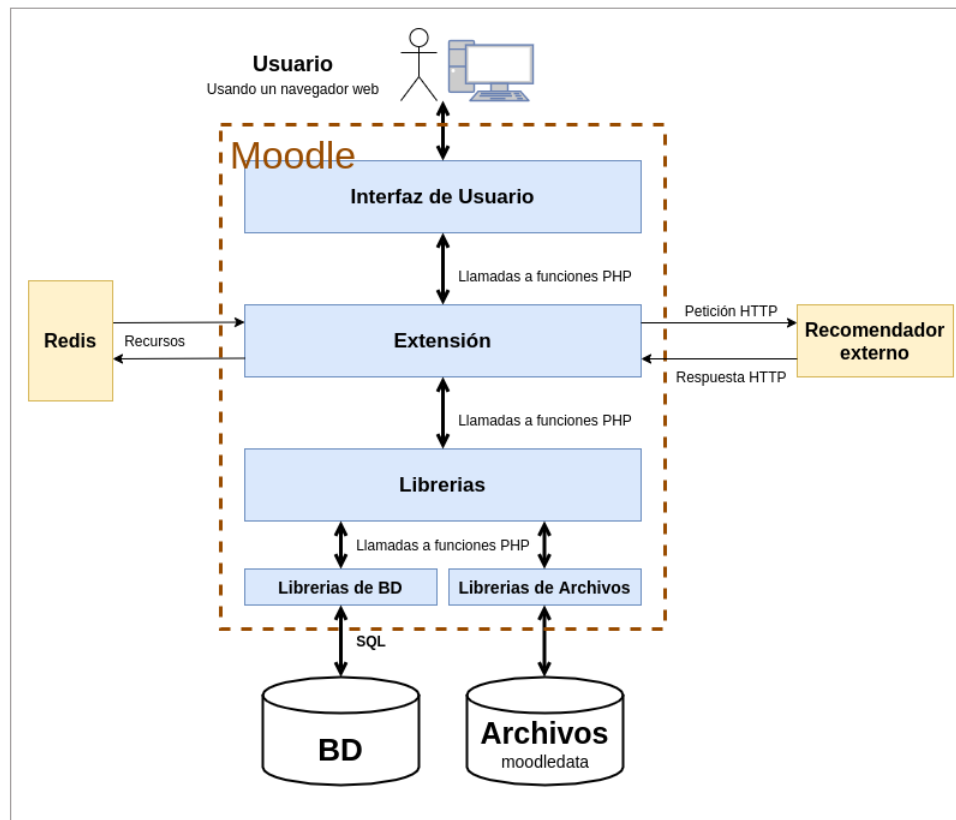 Usuario
Usando un navegador web
Moodle
Interfaz de Usuario
Llamadas a funciones PHP
Redis
Recursos
Extensión
Petición HTTP
Respuesta HTTP
Recomendador
externo
Llamadas a funciones PHP
Librerias
Llamadas a funciones PHP
Librerias de BD
Librerias de Archivos
SQL
BD
Archivos
moodledata